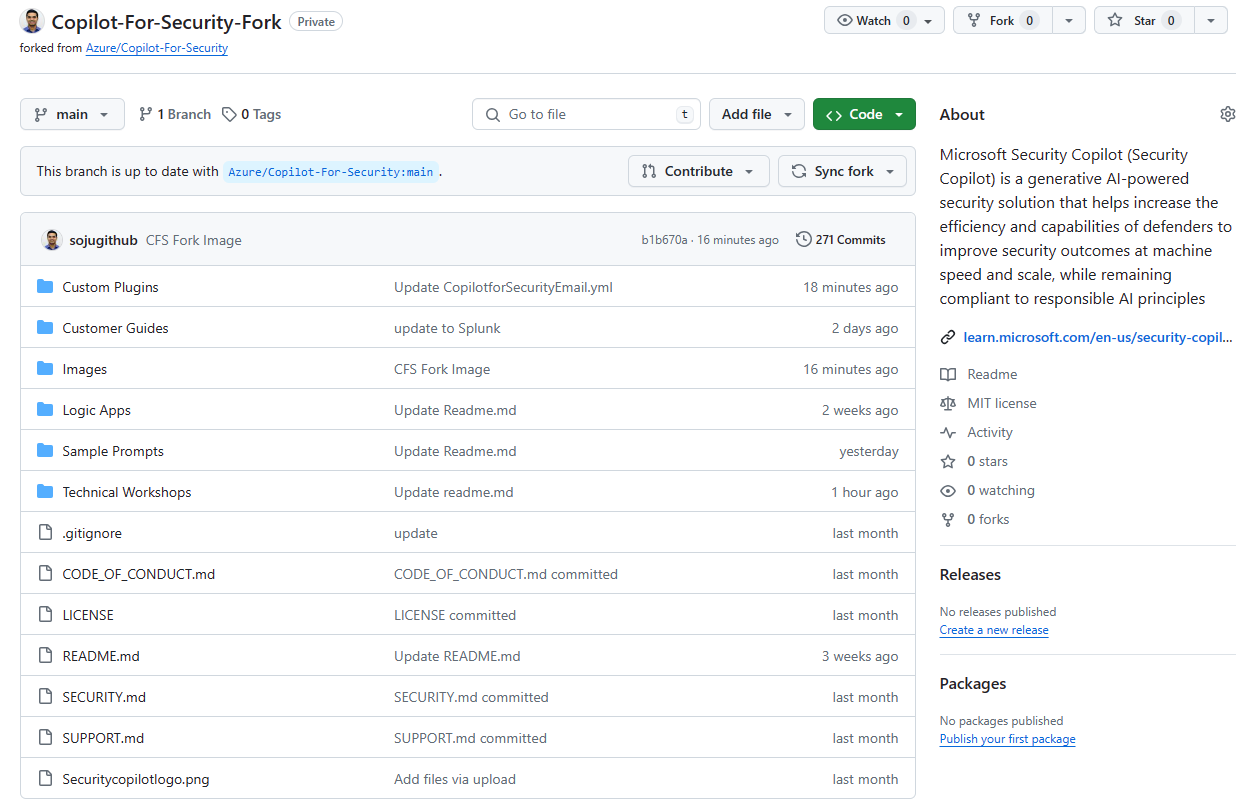 Copilot-For-Security-Fork Private Watch 0 Fork 0 Star 0
forked from Azure/Copilot-For-Security
main 1 Branch 0 Tags Go to file t Add file Code
This branch is up to date with Azure/Copilot-For-Security:main . Contribute Sync fork
sojugithub CFS Fork Image b1b670a · 16 minutes ago 271 Commits
Custom Plugins Update CopilotforSecurityEmail.yml 18 minutes ago
Customer Guides update to Splunk 2 days ago
Images CFS Fork Image 16 minutes ago
Logic Apps Update Readme.md 2 weeks ago
Sample Prompts Update Readme.md yesterday
Technical Workshops Update readme.md 1 hour ago
.gitignore update last month
CODE_OF_CONDUCT.md CODE_OF_CONDUCT.md committed last month
LICENSE LICENSE committed last month
README.md Update README.md 3 weeks ago
SECURITY.md SECURITY.md committed last month
SUPPORT.md SUPPORT.md committed last month
Securitycopilotlogo.png Add files via upload last month
About
Microsoft Security Copilot (Security
Copilot) is a generative AI-powered
security solution that helps increase the
efficiency and capabilities of defenders to
improve security outcomes at machine
speed and scale, while remaining
compliant to responsible AI principles
learn.microsoft.com/en-us/security-copil...
Readme
MIT license
Activity
0 stars
0 watching
0 forks
Releases
No releases published
Create a new release
Packages
No packages published
Publish your first package